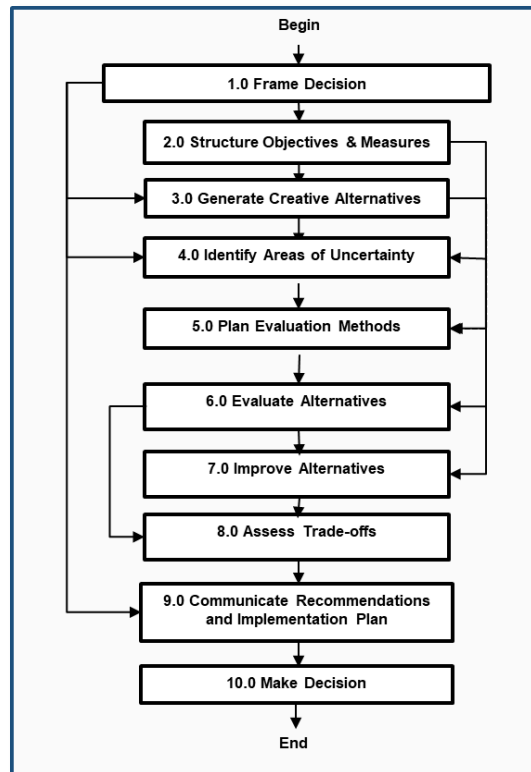 Begin
1.0 Frame Decision
2.0 Structure Objectives & Measures
3.0 Generate Creative Alternatives
4.0 Identify Areas of Uncertainty
5.0 Plan Evaluation Methods
6.0 Evaluate Alternatives
7.0 Improve Alternatives
8.0 Assess Trade-offs
9.0 Communicate Recommendations
and Implementation Plan
10.0 Make Decision
End